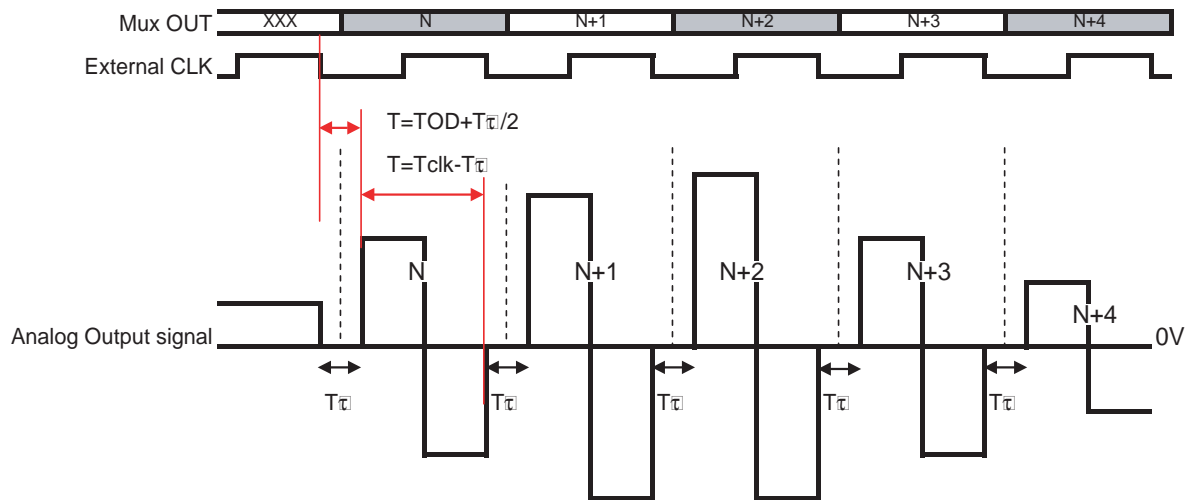 Mux OUT XXX N N+1 N+2 N+3 N+4
External CLK
T=TOD+Tτ/2
T=Tclk-Tτ
N N+1 N+2 N+3 N+4
Analog Output signal 0V
Tτ Tτ Tτ Tτ Tτ